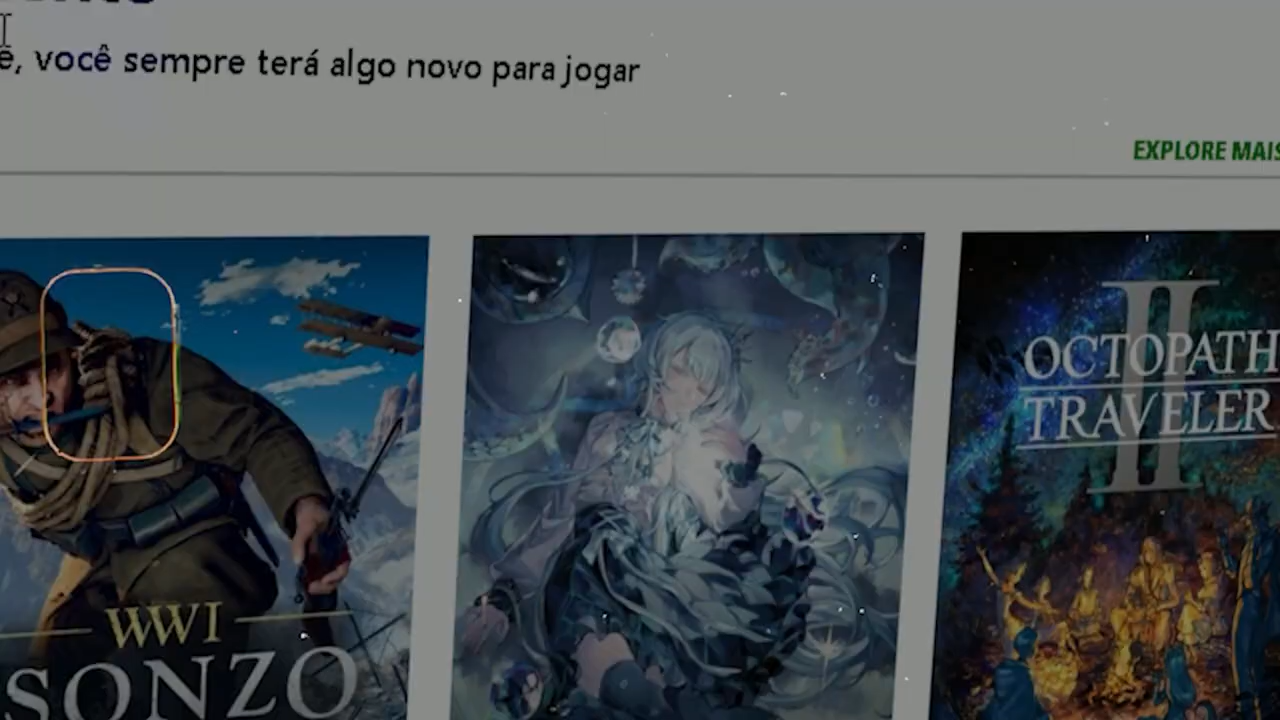 ê, você sempre terá algo novo para jogar
EXPLORE MAIS
WWI
SONZO
II
OCTOPATH
TRAVELER